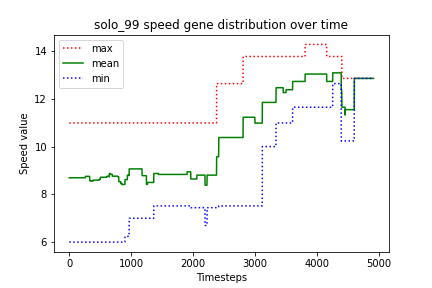 solo_99 speed gene distribution over time
max
mean
min
Speed value
14
12
10
8
6
0
1000
2000
3000
4000
5000
Timesteps